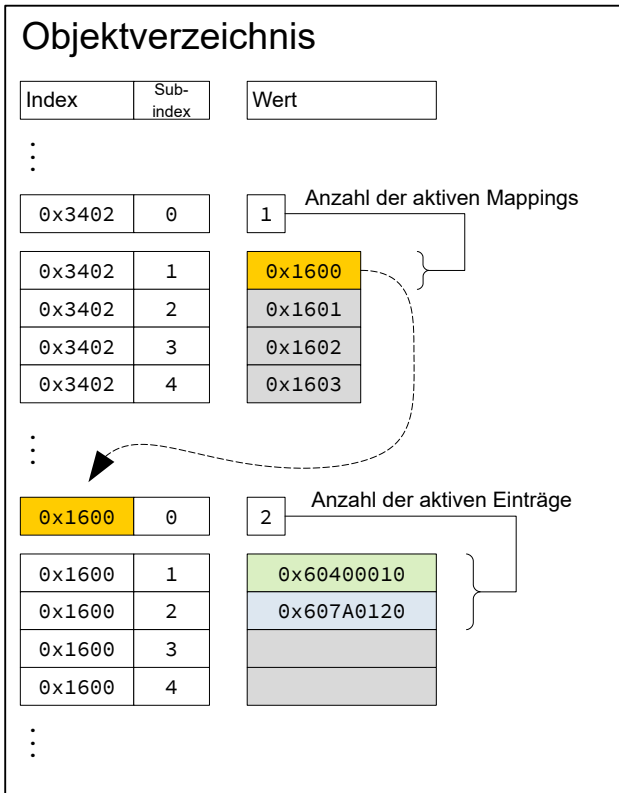 Objektverzeichnis
Index Sub-index Wert
⋮
0x3402 0 1 Anzahl der aktiven Mappings
0x3402 1 0x1600
0x3402 2 0x1601
0x3402 3 0x1602
0x3402 4 0x1603
⋮
0x1600 0 2 Anzahl der aktiven Einträge
0x1600 1 0x60400010
0x1600 2 0x607A0120
0x1600 3
0x1600 4
⋮